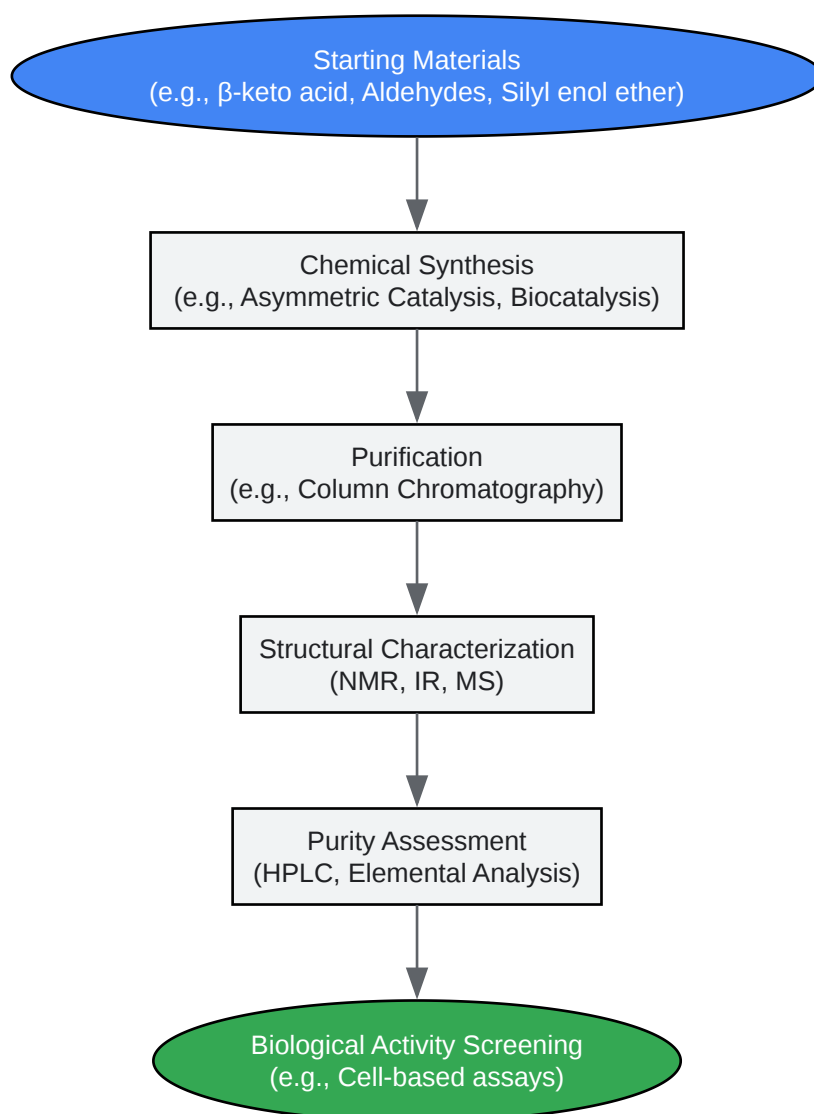 Starting Materials
(e.g., β-keto acid, Aldehydes, Silyl enol ether)
Chemical Synthesis
(e.g., Asymmetric Catalysis, Biocatalysis)
Purification
(e.g., Column Chromatography)
Structural Characterization
(NMR, IR, MS)
Purity Assessment
(HPLC, Elemental Analysis)
Biological Activity Screening
(e.g., Cell-based assays)